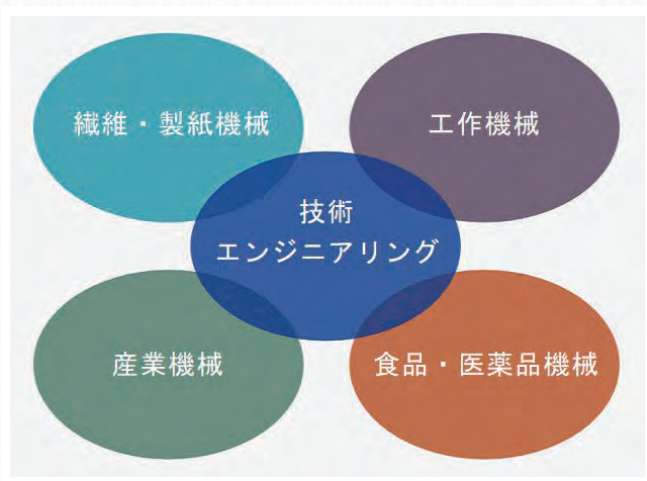 繊維・製紙機械
工作機械
技術
エンジニアリング
産業機械
食品・医薬品機械